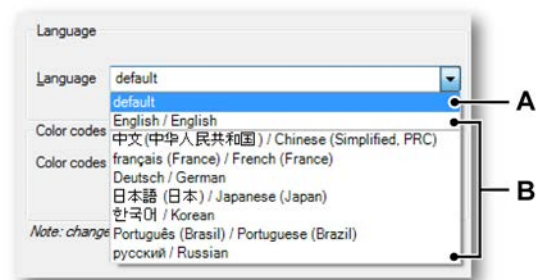 Language
Language default
default
English / English
Color codes
中文(中华人民共和国) / Chinese (Simplified, PRC)
Color codes
français (France) / French (France)
Deutsch / German
日本語 (日本) / Japanese (Japan)
한국어 / Korean
Note: change
Português (Brasil) / Portuguese (Brazil)
русский / Russian
A
B